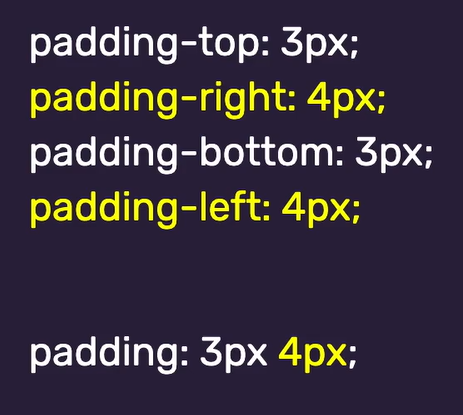 padding-top: 3px;
padding-right: 4px;
padding-bottom: 3px;
padding-left: 4px;
padding: 3px 4px;